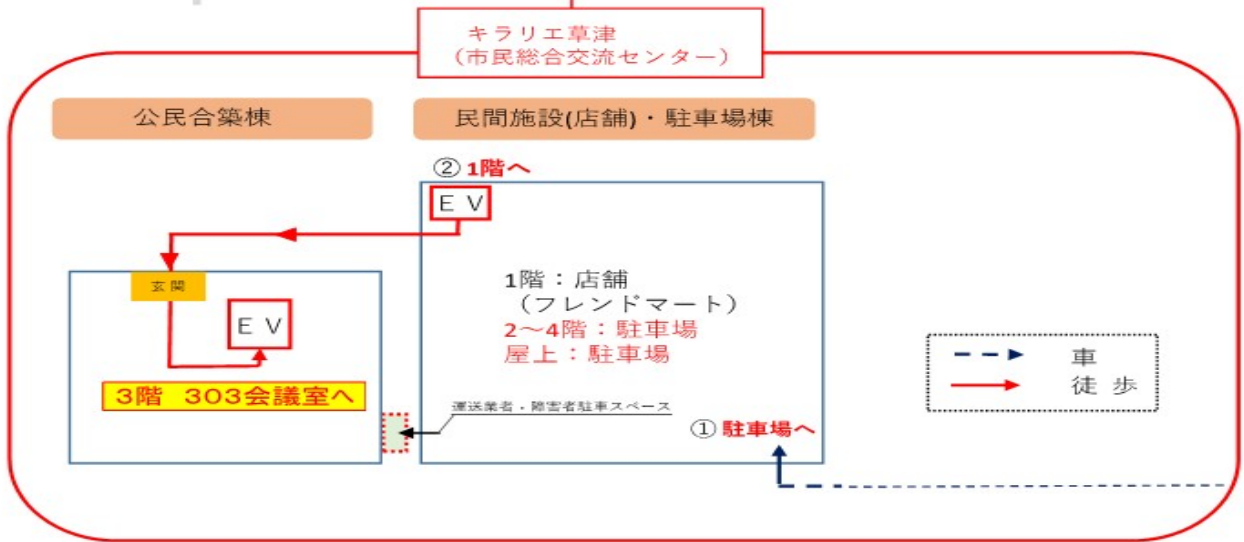 キラリエ草津
（市民総合交流センター）
公民合築棟
民間施設(店舗)・駐車場棟
② 1階へ
ＥＶ
1階：店舗
（フレンドマート）
2～4階：駐車場
屋上：駐車場
玄関
ＥＶ
3階 303会議室へ
運送業者・障害者駐車スペース
① 駐車場へ
車
徒歩